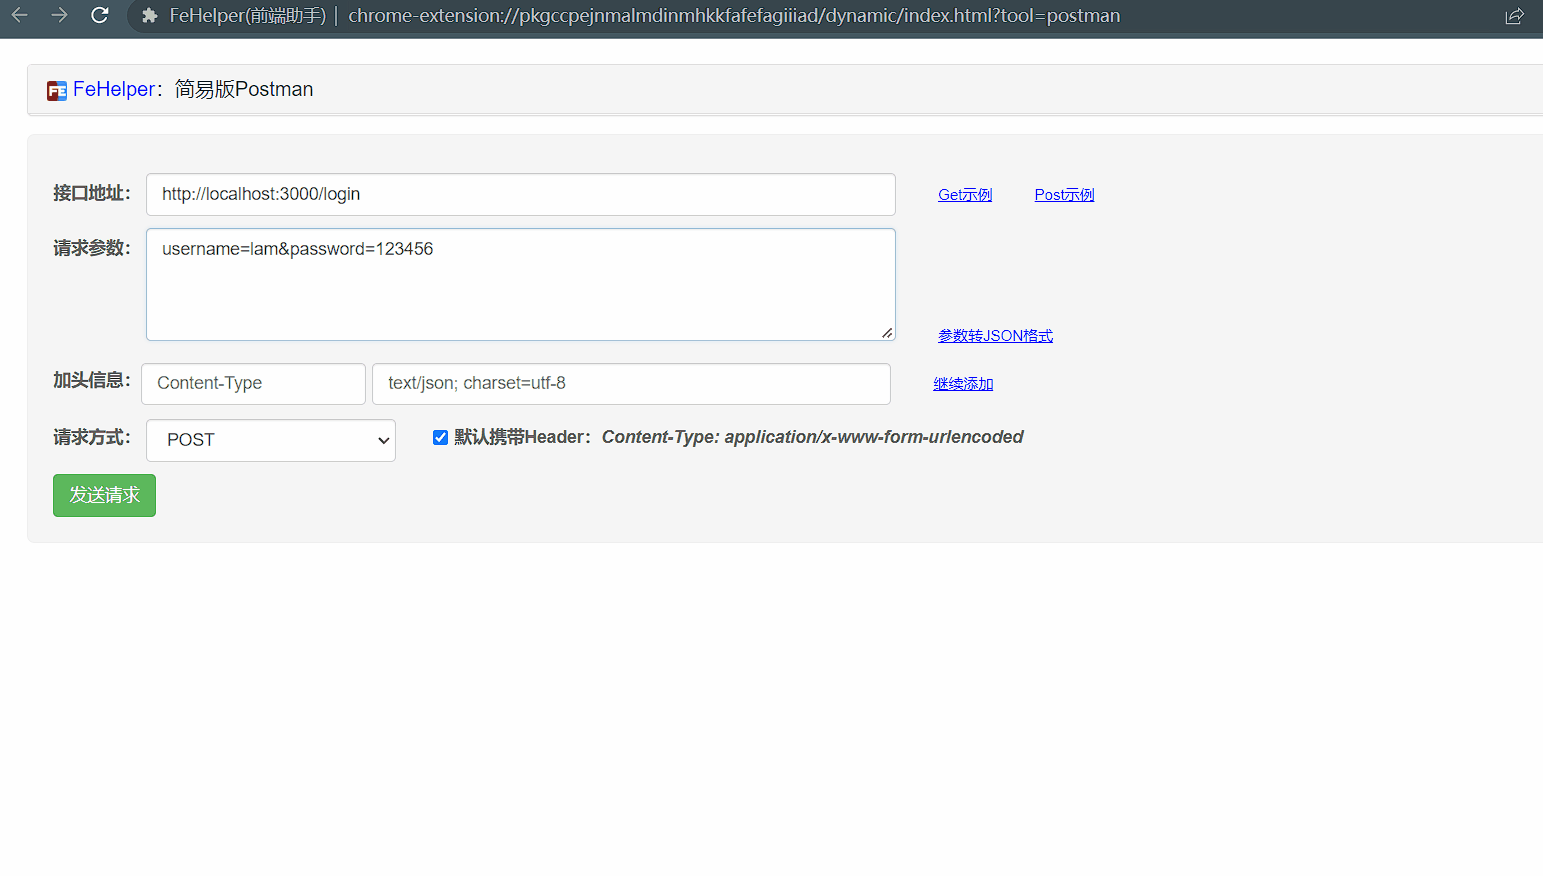 FeHelper(前端助手) | chrome-extension://pkgccpejnmalmdinmhkkfafefagiiiad/dynamic/index.html?tool=postman
FE FeHelper：简易版Postman
接口地址： http://localhost:3000/login Get示例 Post示例
请求参数： username=lam&password=123456
参数转JSON格式
加头信息： Content-Type text/json; charset=utf-8 继续添加
请求方式： POST 默认携带Header：Content-Type: application/x-www-form-urlencoded
发送请求